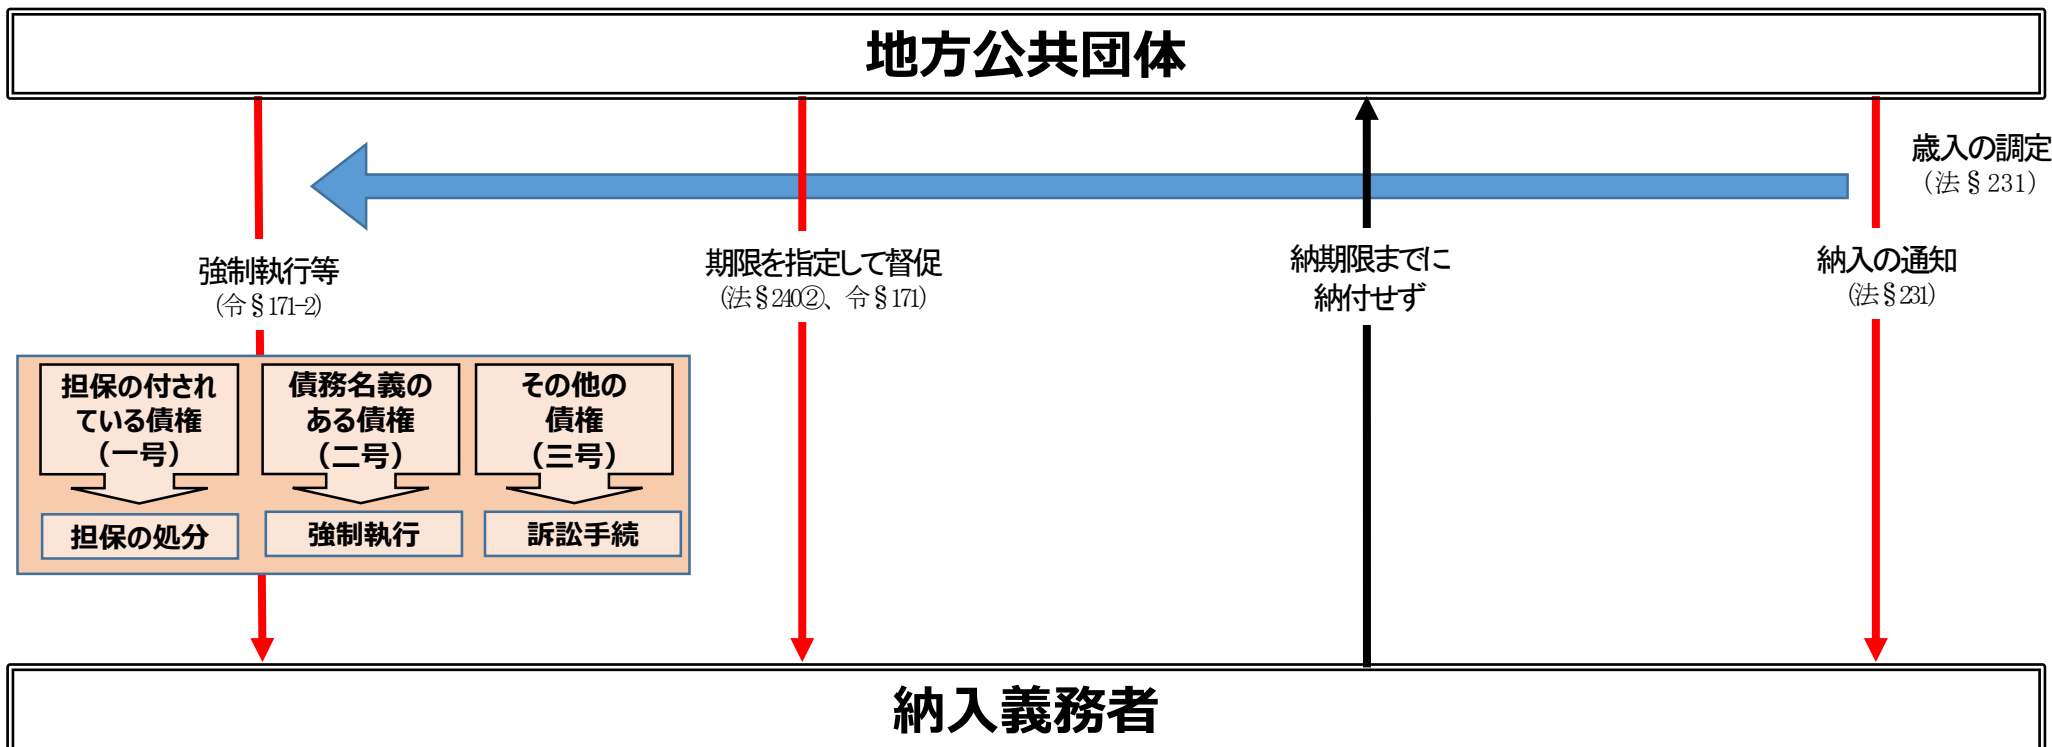 地方公共団体
歳入の調定
（法§231）
納入の通知
（法§231）
納期限までに
納付せず
期限を指定して督促
（法§240②、令§171）
強制執行等
（令§171-2）
担保の付され
ている債権
（一号）
債務名義の
ある債権
（二号）
その他の
債権
（三号）
担保の処分
強制執行
訴訟手続
納入義務者